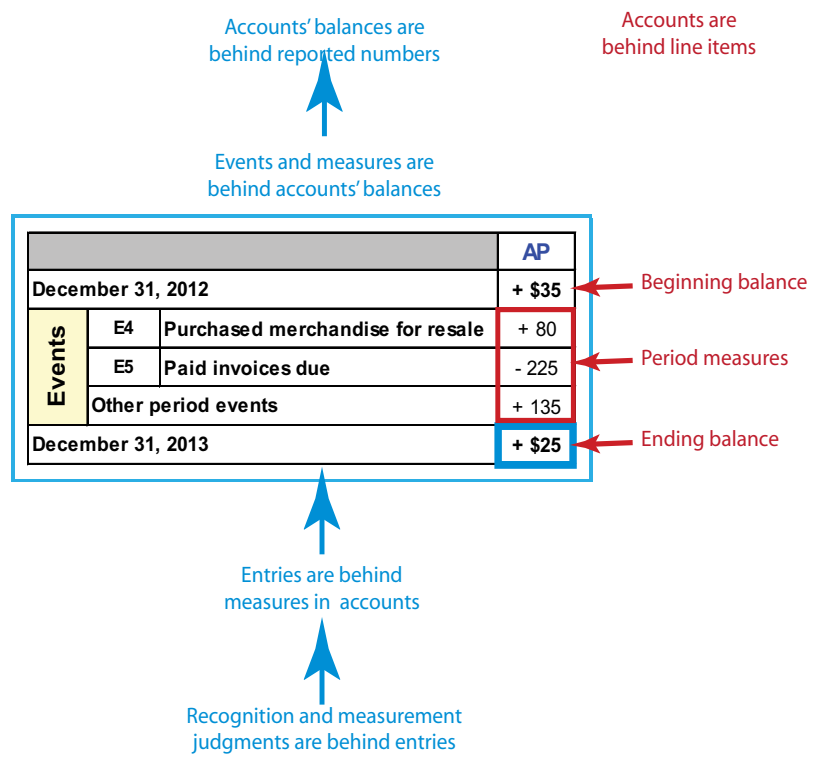 Accounts' balances are
behind reported numbers
Accounts are
behind line items
Events and measures are
behind accounts' balances
AP
December 31, 2012 + $35
Beginning balance
Events
E4 Purchased merchandise for resale + 80
E5 Paid invoices due - 225
Period measures
Other period events + 135
December 31, 2013 + $25
Ending balance
Entries are behind
measures in accounts
Recognition and measurement
judgments are behind entries